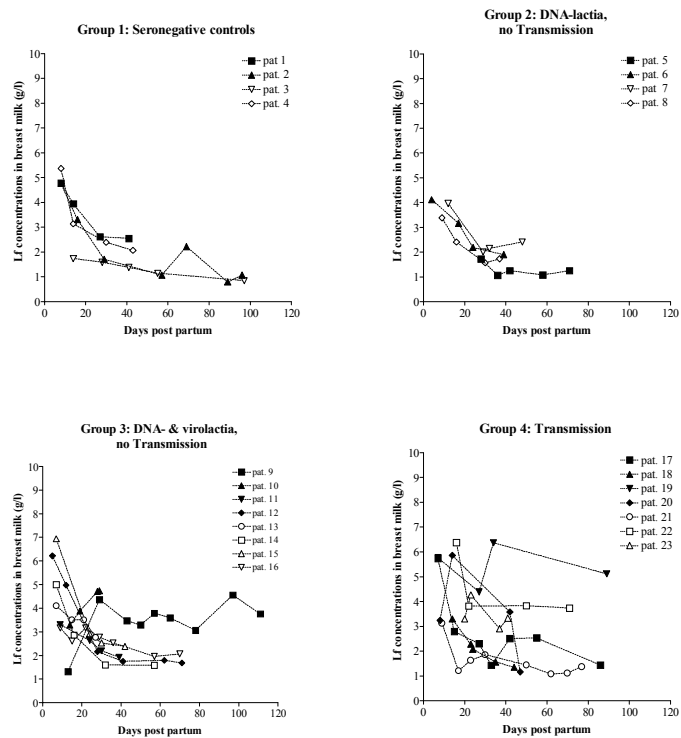 Group 1: Seronegative controls
Lf concentrations in breast milk (g/l)
10
9
8
7
6
5
4
3
2
1
0
0 20 40 60 80 100 120
Days post partum
pat 1
pat. 2
pat. 3
pat. 4
Group 2: DNA-lactia,
no Transmission
Lf concentrations in breast milk (g/l)
10
9
8
7
6
5
4
3
2
1
0
0 20 40 60 80 100 120
Days post partum
pat. 5
pat. 6
pat 7
pat. 8
Group 3: DNA- & virolactia,
no Transmission
Lf concentrations in breast milk (g/l)
10
9
8
7
6
5
4
3
2
1
0
0 20 40 60 80 100 120
Days post partum
pat. 9
pat. 10
pat. 11
pat. 12
pat. 13
pat. 14
pat. 15
pat. 16
Group 4: Transmission
Lf concentrations in breast milk (g/l)
10
9
8
7
6
5
4
3
2
1
0
0 20 40 60 80 100 120
Days post partum
pat. 17
pat. 18
pat. 19
pat. 20
pat. 21
pat. 22
pat. 23